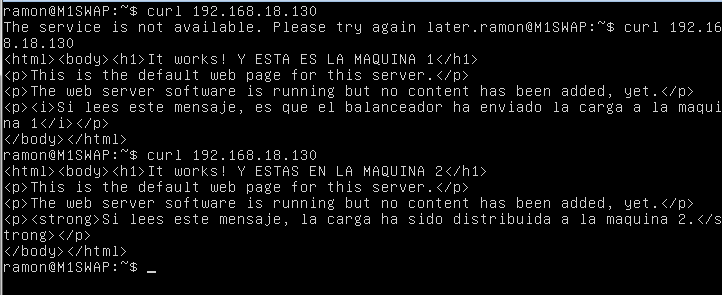 ramon@M1SWAP:~$ curl 192.168.18.130
The service is not available. Please try again later.ramon@M1SWAP:~$ curl 192.16
8.18.130
<html><body><h1>It works! Y ESTA ES LA MAQUINA 1</h1>
<p>This is the default web page for this server.</p>
<p>The web server software is running but no content has been added, yet.</p>
<p><i>Si lees este mensaje, es que el balanceador ha enviado la carga a la maqui
na 1</i></p>
</body></html>
ramon@M1SWAP:~$ curl 192.168.18.130
<html><body><h1>It works! Y ESTAS EN LA MAQUINA 2</h1>
<p>This is the default web page for this server.</p>
<p>The web server software is running but no content has been added, yet.</p>
<p><strong>Si lees este mensaje, la carga ha sido distribuida a la maquina 2.</s
trong></p>
</body></html>
ramon@M1SWAP:~$ _